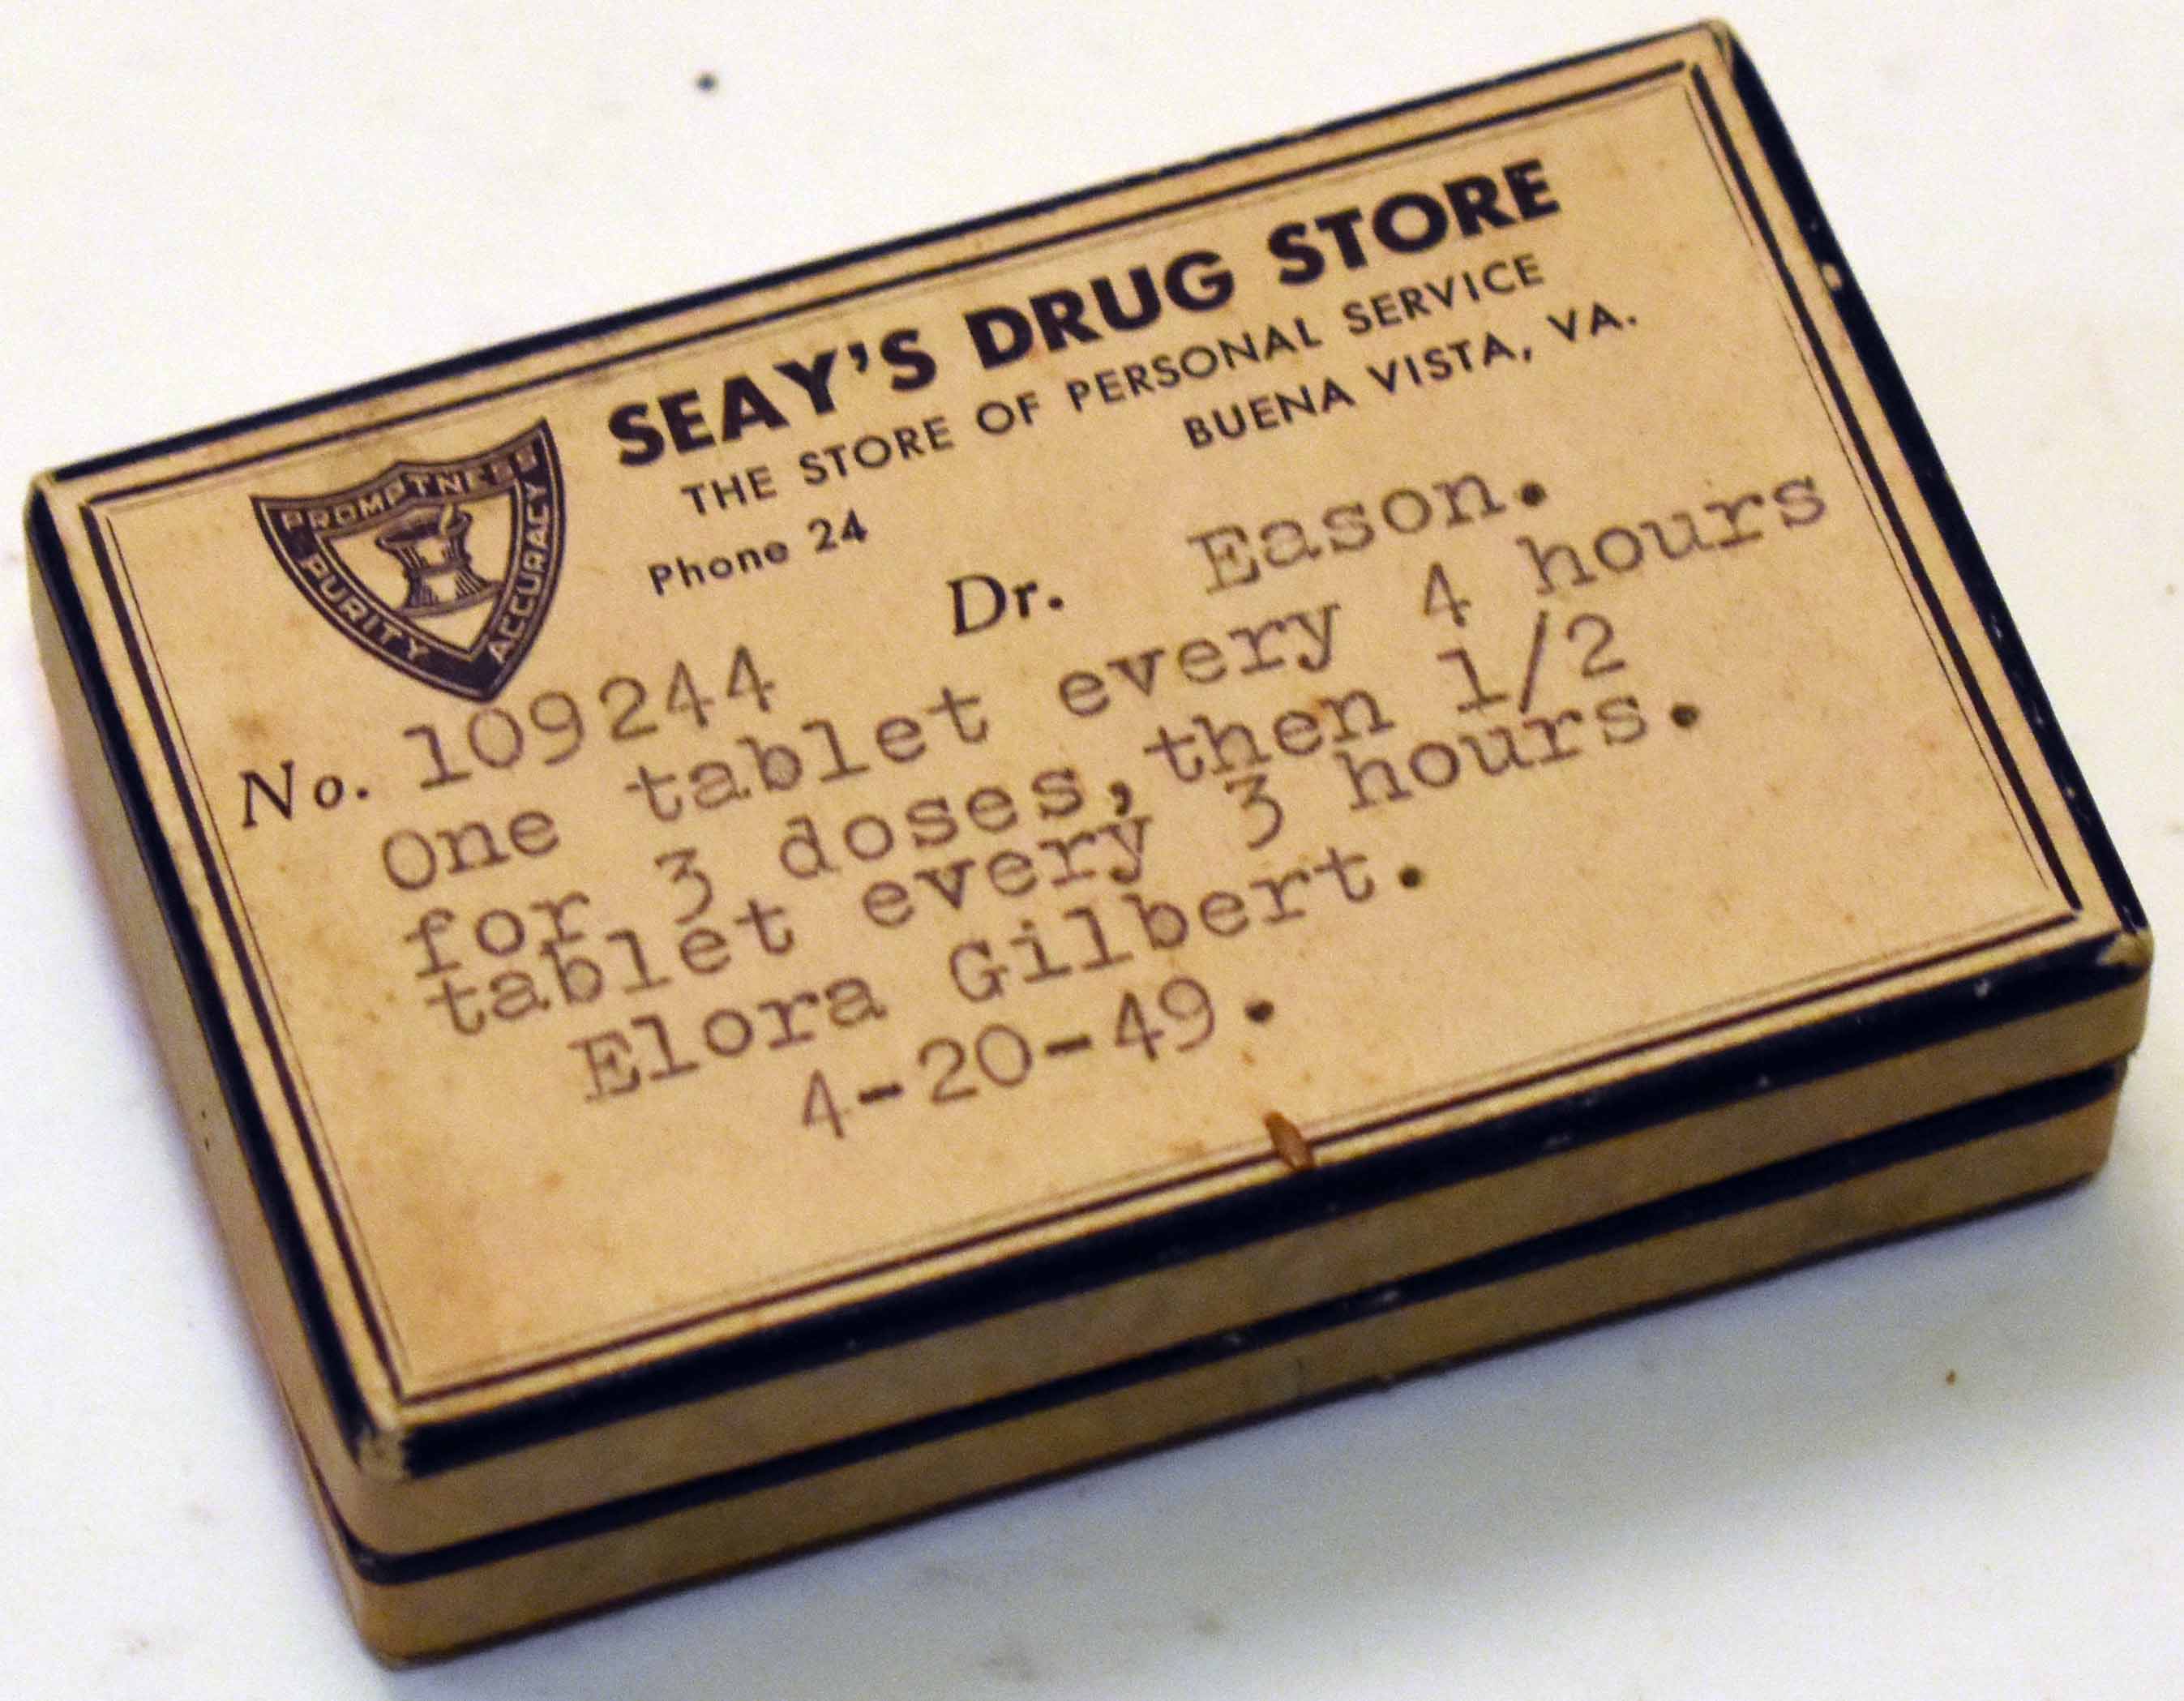 SEAY'S DRUG STORE
THE STORE OF PERSONAL SERVICE
Phone 24 BUENA VISTA, VA.
PROMPTNESS
PURITY
ACCURACY
No. 109244 Dr. Eason.
One tablet every 4 hours
for 3 doses, then 1/2
tablet every 3 hours.
Elora Gilbert.
4-20-49.